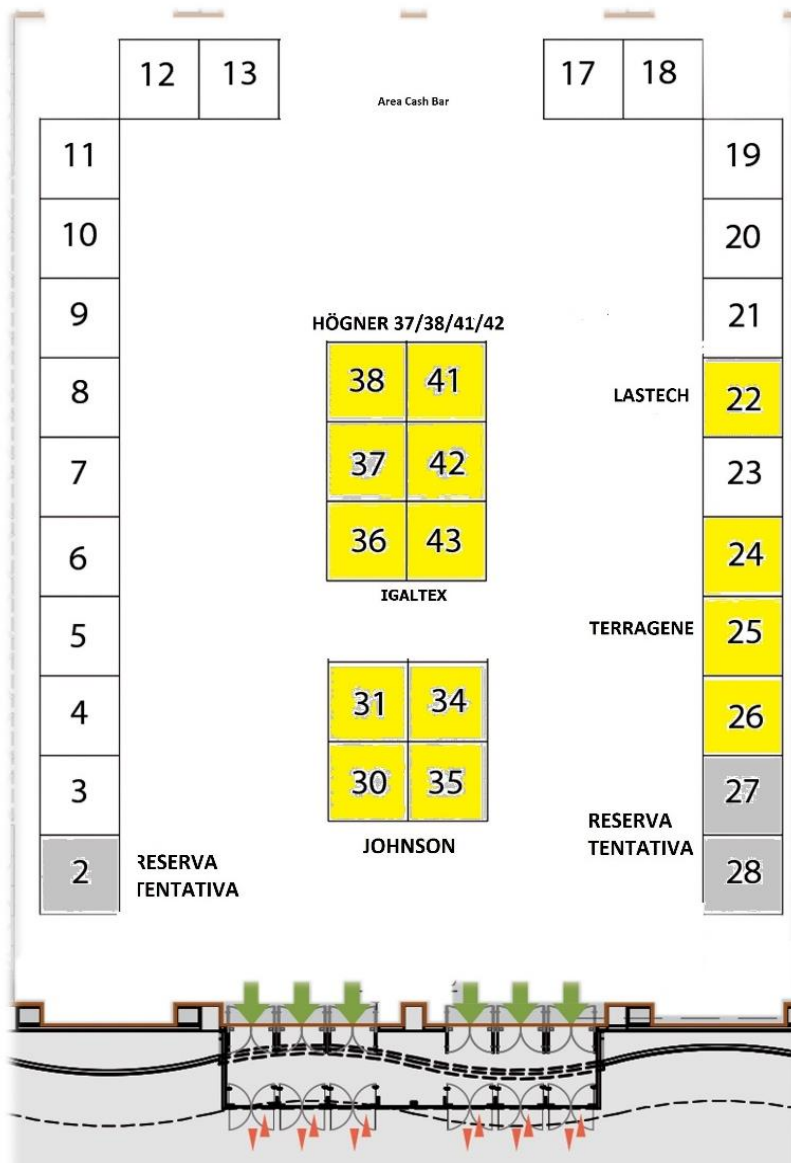 12 13 17 18
Area Cash Bar
11 19
10 20
9 21
HÖGNER 37/38/41/42
8 38 41 LASTECH 22
7 37 42 23
6 36 43 24
IGALTEX
5 TERRAGENE 25
4 31 34 26
3 30 35 27
JOHNSON
RESERVA
TENTATIVA
2 28
RESERVA
TENTATIVA